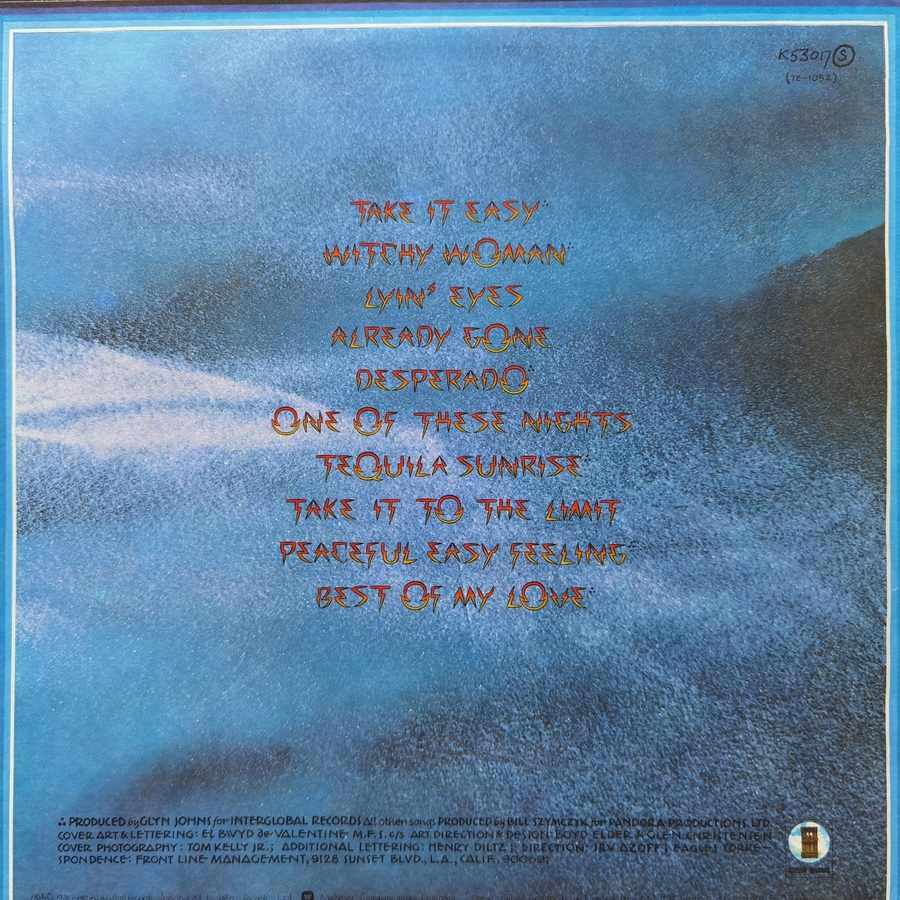 K53017 S
(7E-1052)
TAKE IT EASY∴
WITCHY WOMAN∴
LYIN' EYES
ALREADY GONE
DESPERADO∴
ONE OF THESE NIGHTS
TEQUILA SUNRISE∴
TAKE IT TO THE LIMIT
PEACEFUL EASY FEELING∴
BEST OF MY LOVE∴
∴ PRODUCED by GLYN JOHNS for INTERGLOBAL RECORDS All other songs PRODUCED by BILL SZYMCZYK for PANDORA PRODUCTIONS, LTD.
COVER ART & LETTERING: EL BWYD de VALENTINE M.F.S. c/s ART DIRECTION & DESIGN: BOYD ELDER & GLEN CHRISTENSEN
COVER PHOTOGRAPHY: TOM KELLY JR.; ADDITIONAL LETTERING: HENRY DILTZ; DIRECTION: IRV AZOFF; EAGLES CORRE-
SPONDENCE: FRONT LINE MANAGEMENT, 9128 SUNSET BLVD., L.A., CALIF.